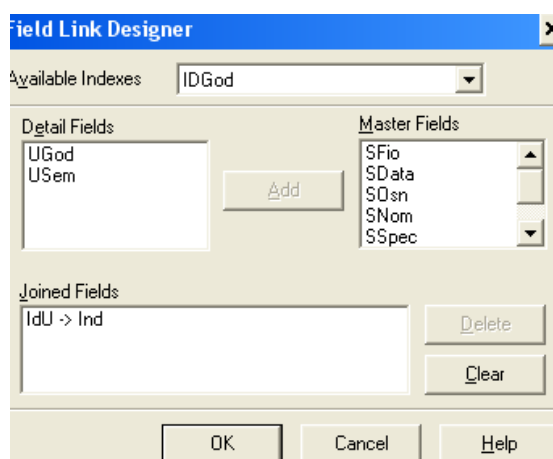 Field Link Designer
Available Indexes
IDGod
Detail Fields
Master Fields
UGod
USem
Add
SFio
SData
SOsn
SNom
SSpec
Joined Fields
IdU -> Ind
Delete
Clear
OK
Cancel
Help